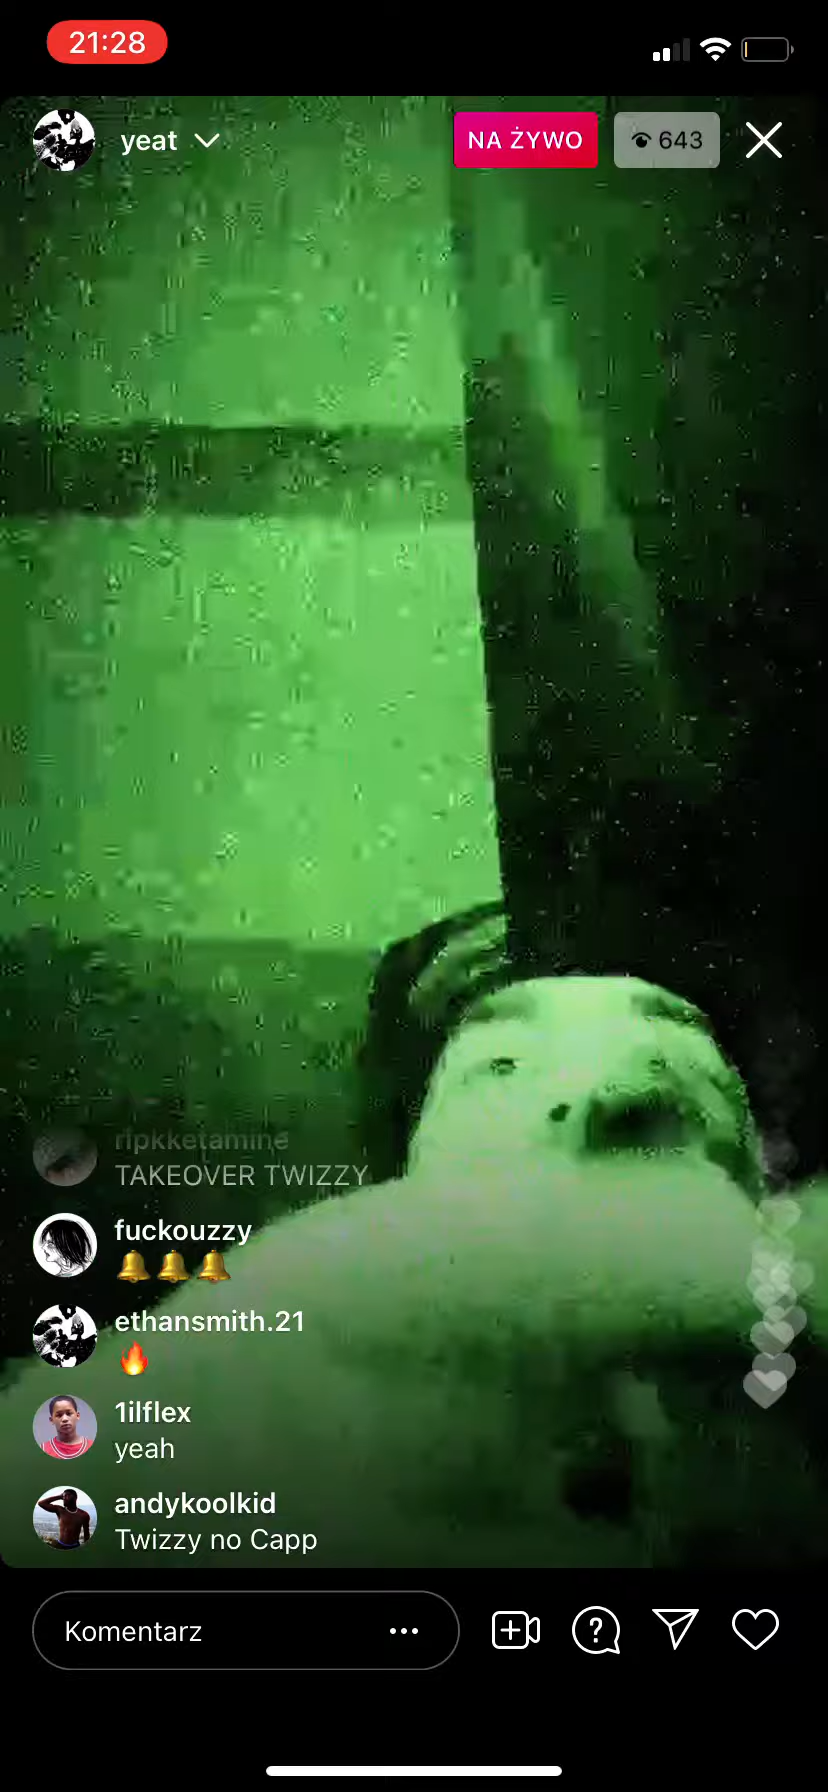 21:28
yeat
NA ŻYWO
643
ripkketamine
TAKEOVER TWIZZY
fuckouzzy
🔔🔔🔔
ethansmith.21
🔥
1ilflex
yeah
andykoolkid
Twizzy no Capp
Komentarz